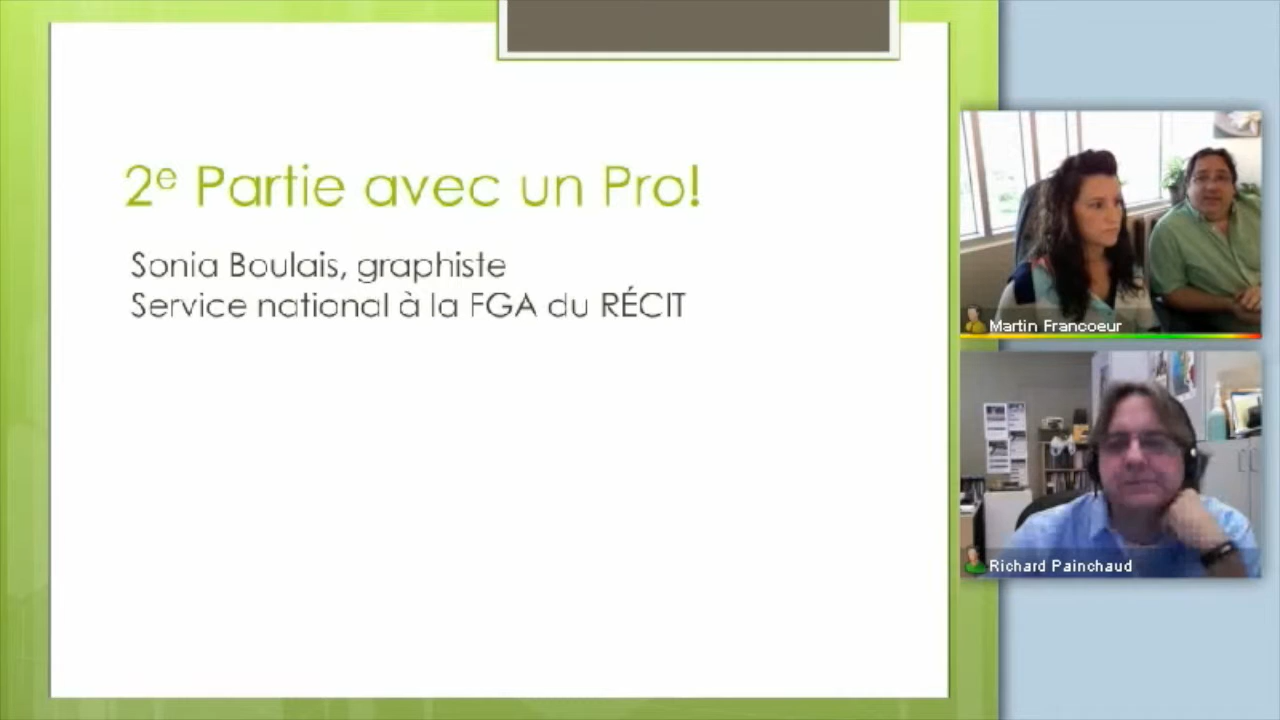 2e Partie avec un Pro!
Sonia Boulais, graphiste
Service national à la FGA du RÉCIT
Martin Francoeur
Richard Painchaud